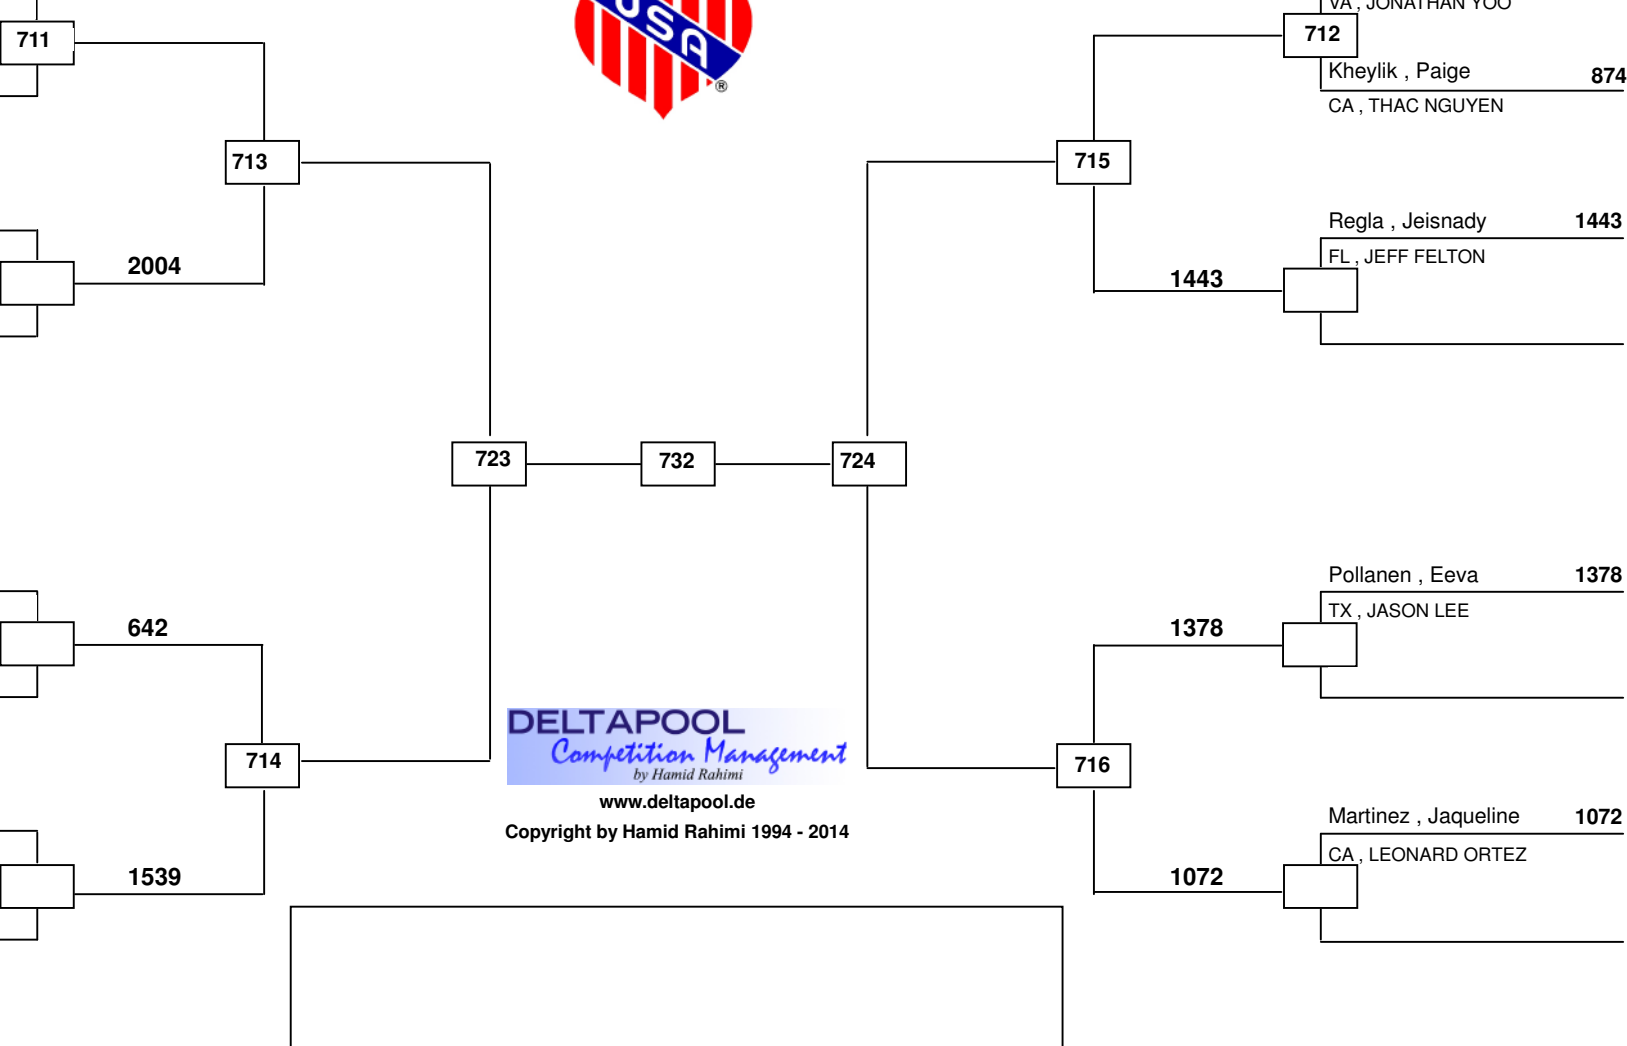 USA
®
VA , JONATHAN YOO
711
712
Kheylik , Paige 874
CA , THAC NGUYEN
713
715
Regla , Jeisnady 1443
FL , JEFF FELTON
2004
1443
723
732
724
Pollanen , Eeva 1378
TX , JASON LEE
642
1378
DELTAPOOL
Competition Management
by Hamid Rahimi
714
716
www.deltapool.de
Copyright by Hamid Rahimi 1994 - 2014
Martinez , Jaqueline 1072
CA , LEONARD ORTEZ
1539
1072